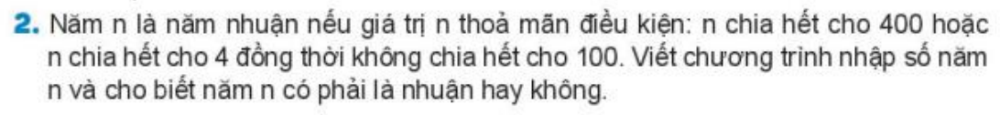 2. Năm n là năm nhuận nếu giá trị n thoả mãn điều kiện: n chia hết cho 400 hoặc
n chia hết cho 4 đồng thời không chia hết cho 100. Viết chương trình nhập số năm
n và cho biết năm n có phải là nhuận hay không.